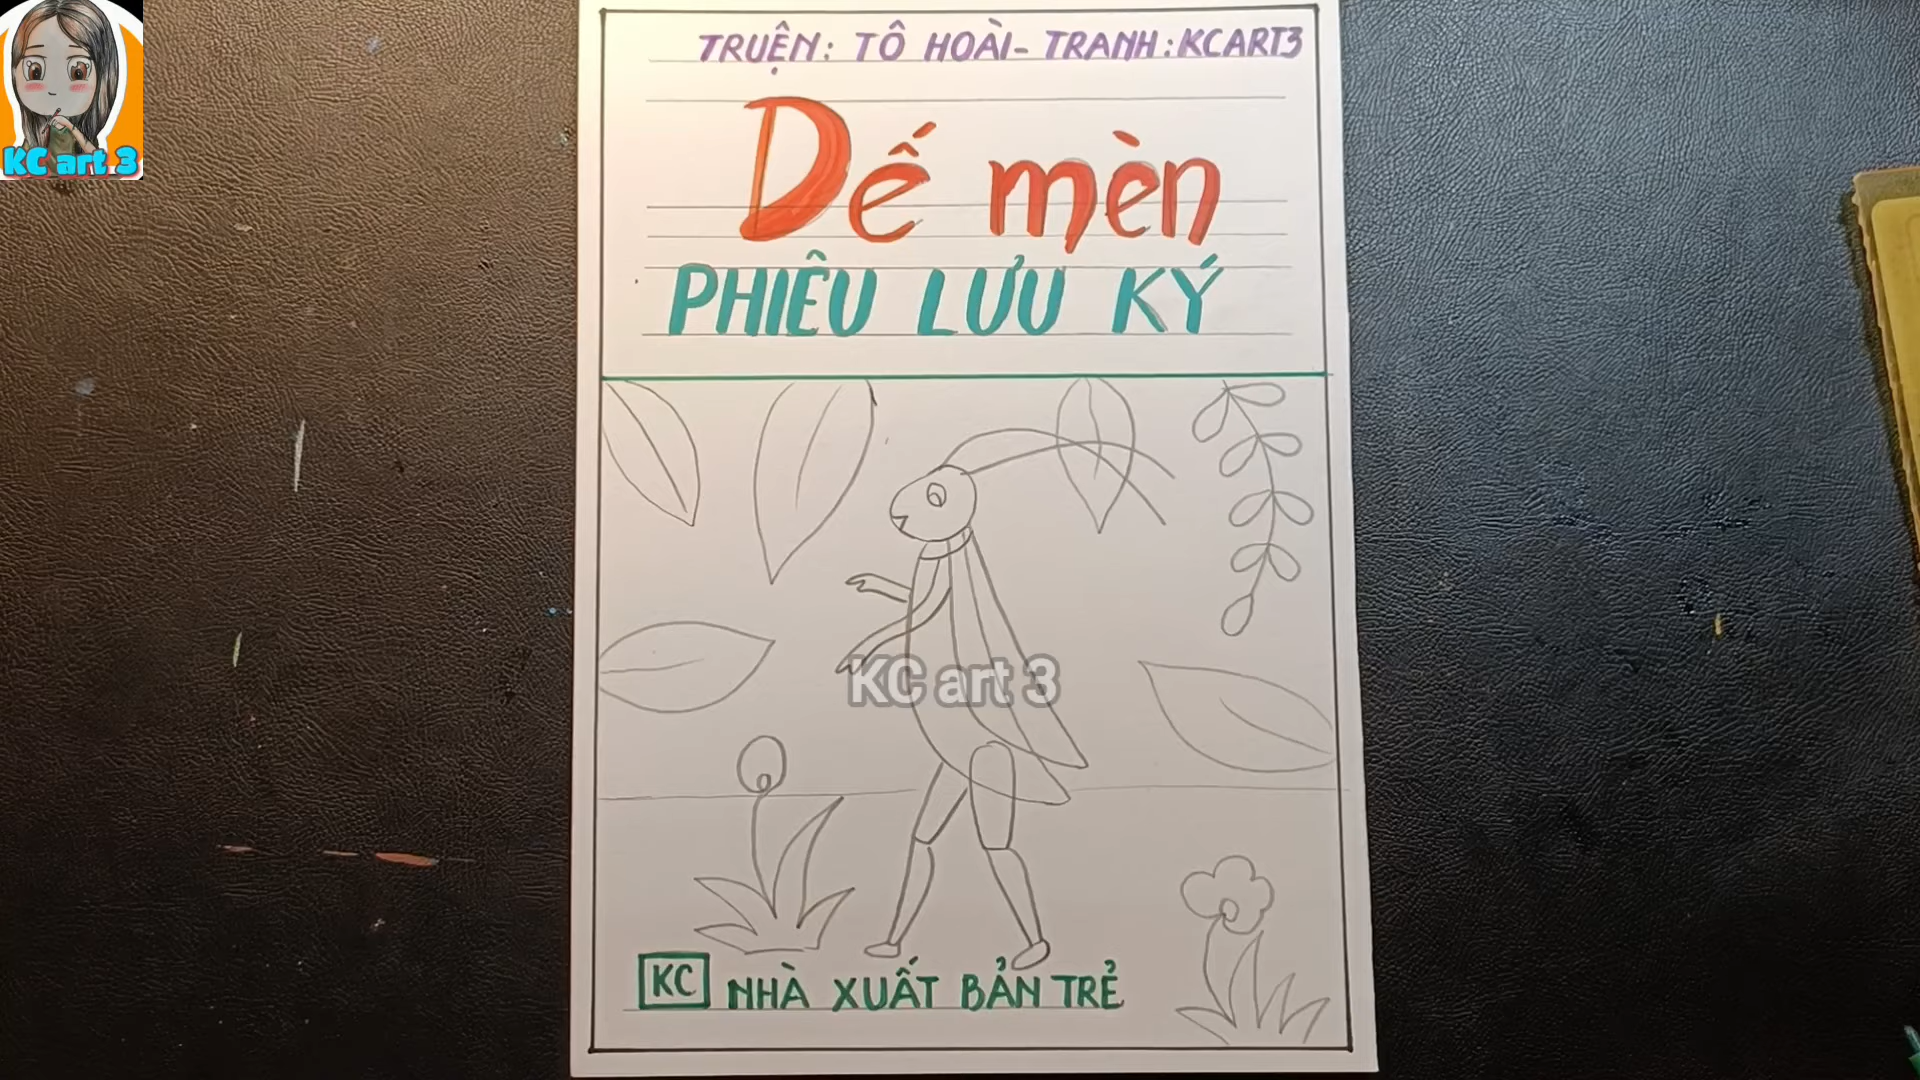 KC art 3
TRUYỆN: TÔ HOÀI - TRANH: KCART3
Dế mèn
PHIÊU LƯU KÝ
KC art 3
KC NHÀ XUẤT BẢN TRẺ